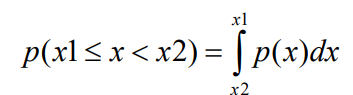 x1
p(x1 ≤ x < x2) = ∫ p(x)dx
x2